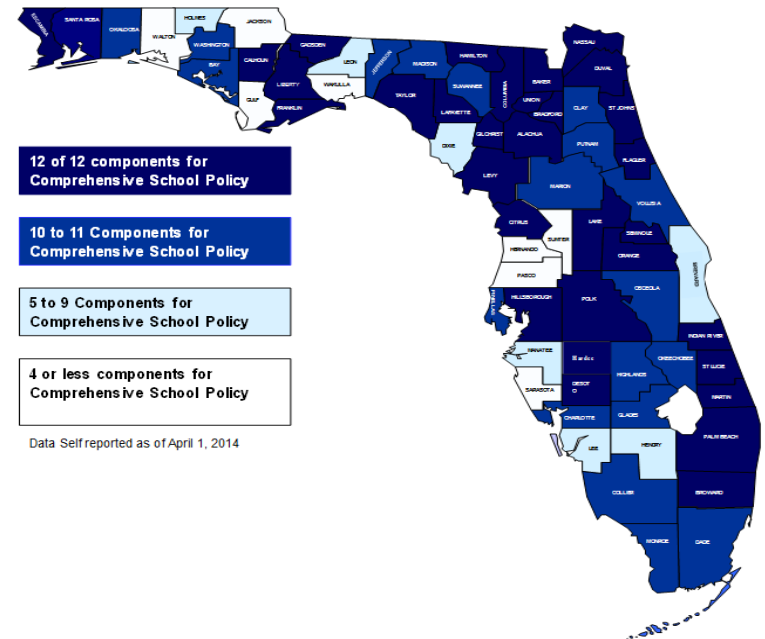 HOLMES
JACKSON
ESCAMBIA
SANTA ROSA
OKALOOSA
WALTON
WASHINGTON
BAY
CALHOUN
GULF
GADSDEN
LIBERTY
FRANKLIN
LEON
WAKULLA
JEFFERSON
MADISON
TAYLOR
HAMILTON
SUWANNEE
LAFAYETTE
DIXIE
COLUMBIA
GILCHRIST
LEVY
BAKER
UNION
BRADFORD
ALACHUA
NASSAU
DUVAL
CLAY
ST JOHNS
PUTNAM
FLAGLER
MARION
VOLUSIA
CITRUS
SUMTER
LAKE
SEMINOLE
ORANGE
HERNANDO
PASCO
BREVARD
OSCEOLA
PINELLAS
HILLSBOROUGH
POLK
INDIAN RIVER
MANATEE
Hardee
HIGHLANDS
OKEECHOBEE
ST LUCIE
SARASOTA
DESOT
O
MARTIN
CHARLOTTE
GLADES
LEE
HENDRY
PALM BEACH
COLLIER
BROWARD
MONROE
DADE
12 of 12 components for
Comprehensive School Policy
10 to 11 Components for
Comprehensive School Policy
5 to 9 Components for
Comprehensive School Policy
4 or less components for
Comprehensive School Policy
Data Self reported as of April 1, 2014